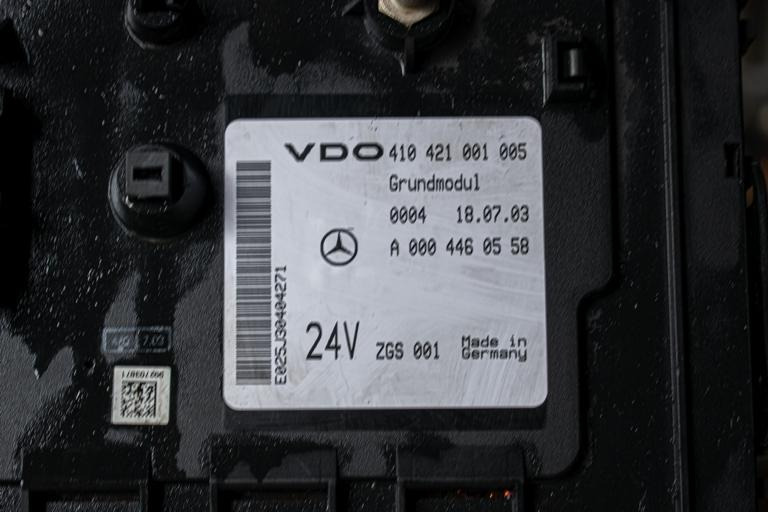 VDO 410 421 001 005
Grundmodul
0004 18.07.03
A 000 446 05 58
E025J30404271
24V ZGS 001 Made in
Germany